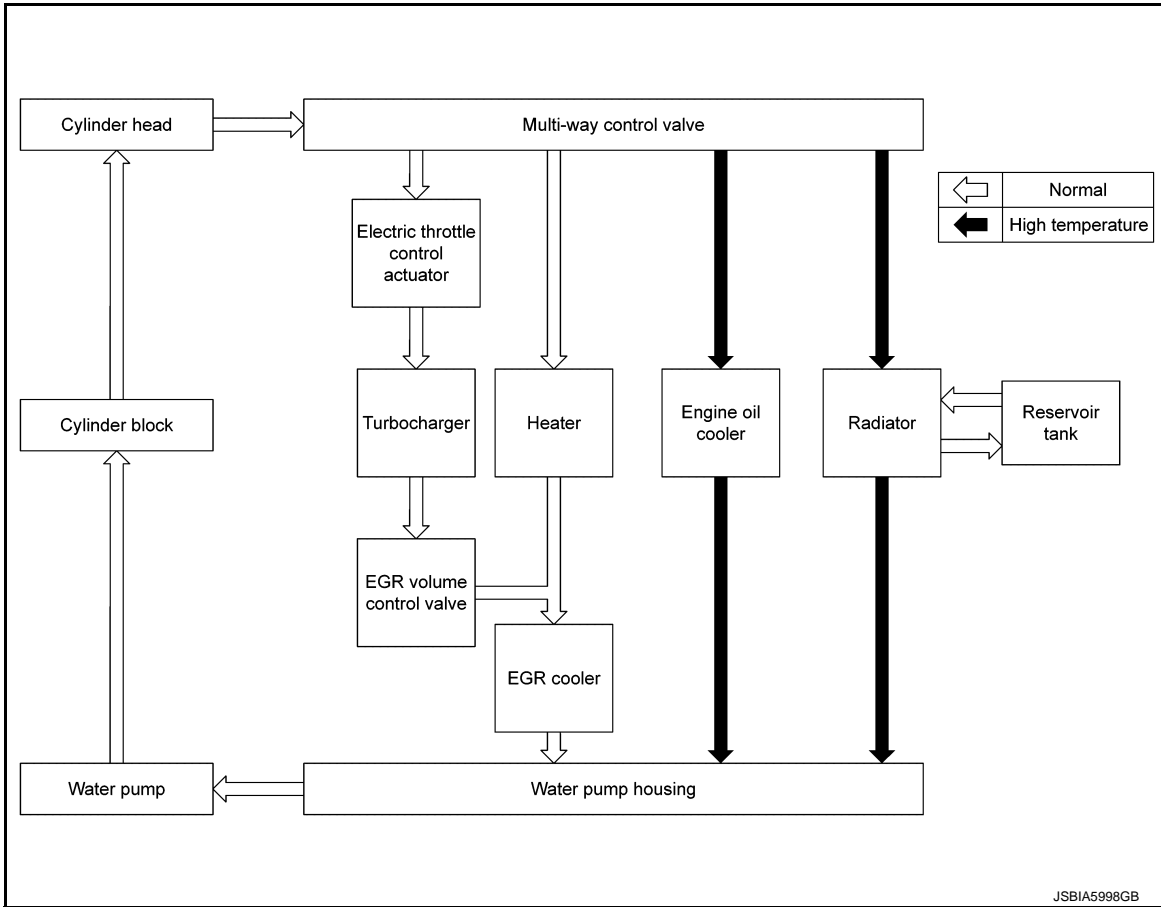 Cylinder head
Multi-way control valve
Normal
High temperature
Electric throttle
control
actuator
Cylinder block
Turbocharger
Heater
Engine oil
cooler
Radiator
Reservoir
tank
EGR volume
control valve
EGR cooler
Water pump
Water pump housing
JSBIA5998GB